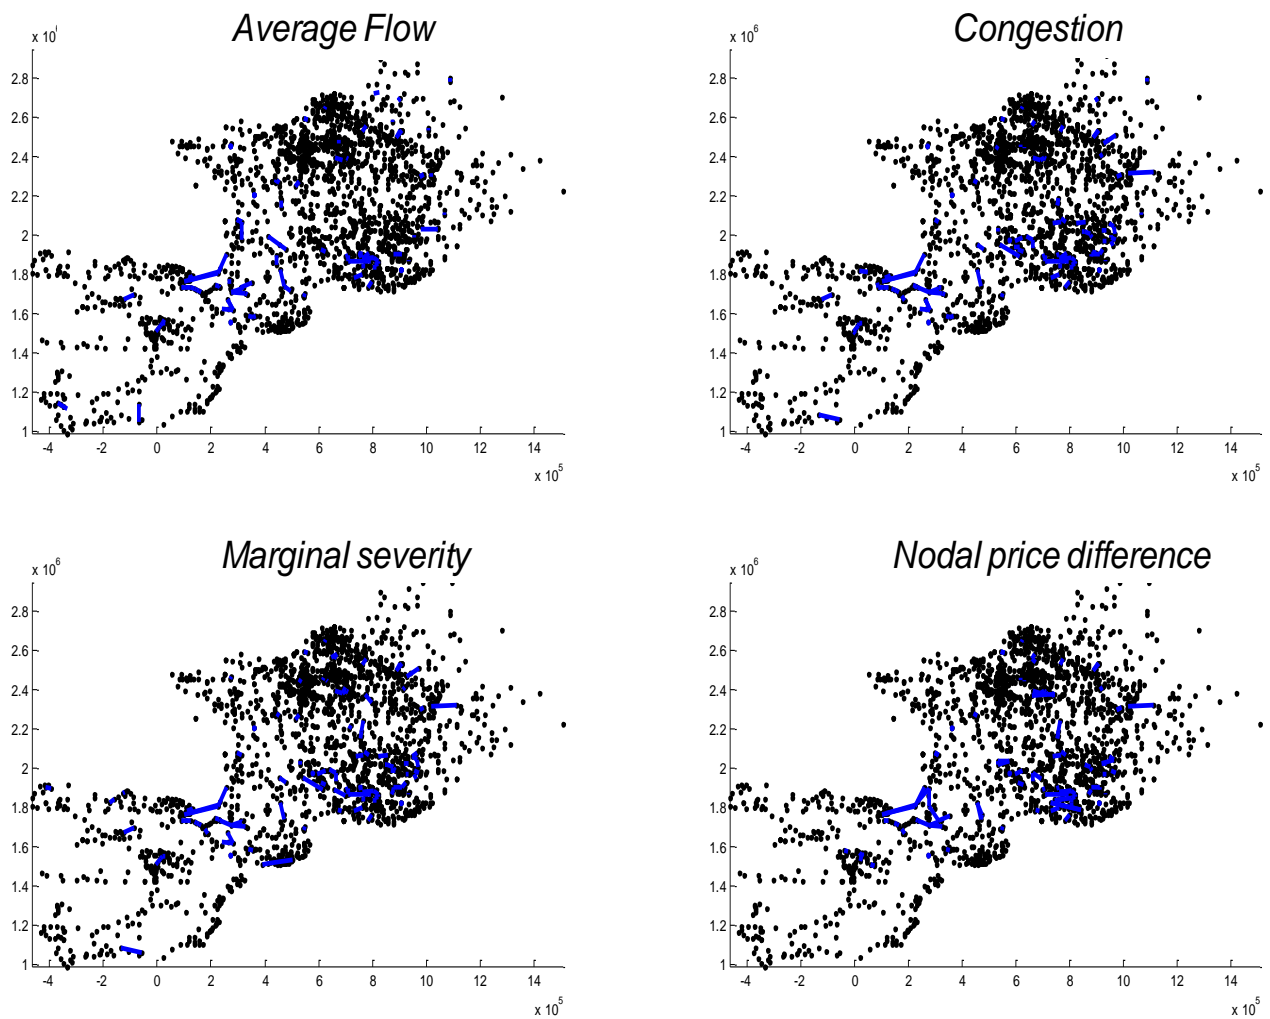 Average Flow
x 10
2.8
2.6
2.4
2.2
2
1.8
1.6
1.4
1.2
1
-4 -2 0 2 4 6 8 10 12 14
x 10^5
Congestion
x 10^6
2.8
2.6
2.4
2.2
2
1.8
1.6
1.4
1.2
1
-4 -2 0 2 4 6 8 10 12 14
x 10^5
Marginal severity
x 10^6
2.8
2.6
2.4
2.2
2
1.8
1.6
1.4
1.2
1
-4 -2 0 2 4 6 8 10 12 14
x 10^5
Nodal price difference
x 10^6
2.8
2.6
2.4
2.2
2
1.8
1.6
1.4
1.2
1
-4 -2 0 2 4 6 8 10 12 14
x 10^5